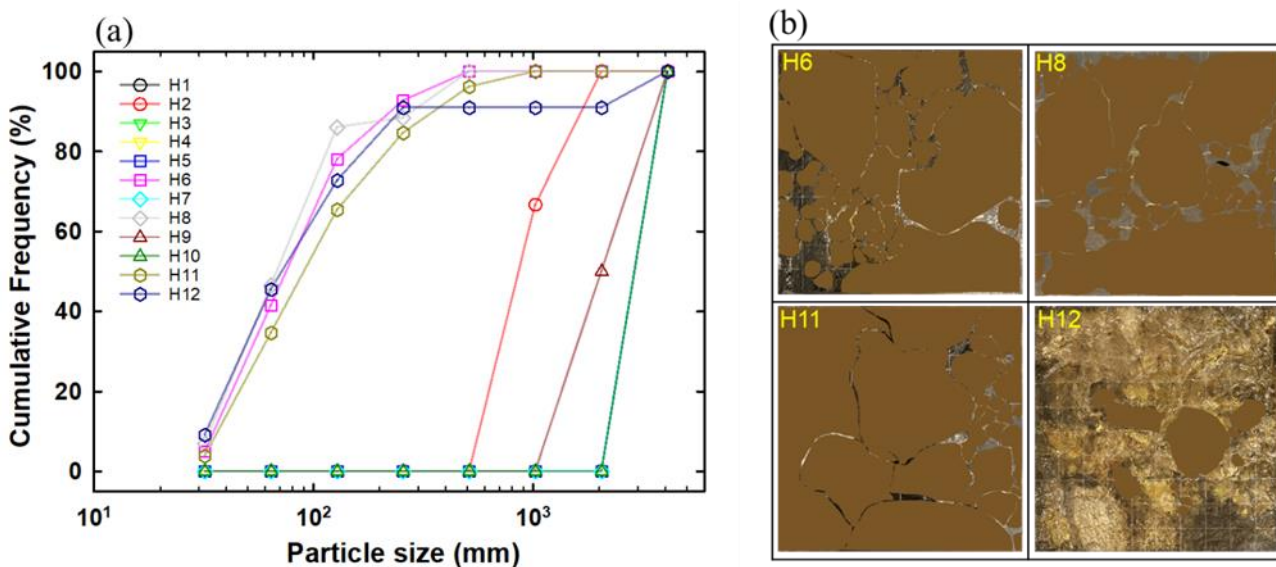 (a)
100
80
60
40
20
0
Cumulative Frequency (%)
H1
H2
H3
H4
H5
H6
H7
H8
H9
H10
H11
H12
10¹
10²
10³
Particle size (mm)
(b)
H6
H8
H11
H12